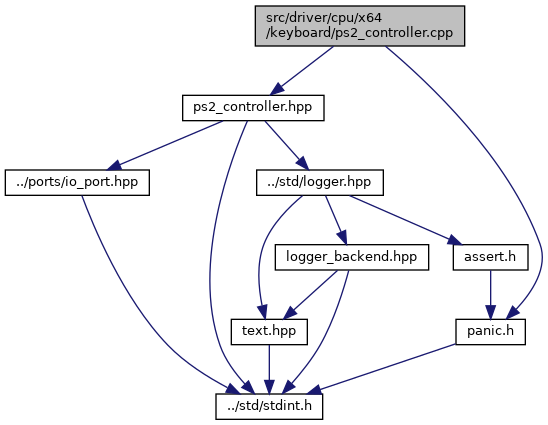 src/driver/cpu/x64
/keyboard/ps2_controller.cpp
ps2_controller.hpp
../ports/io_port.hpp
../std/logger.hpp
logger_backend.hpp
assert.h
text.hpp
panic.h
../std/stdint.h